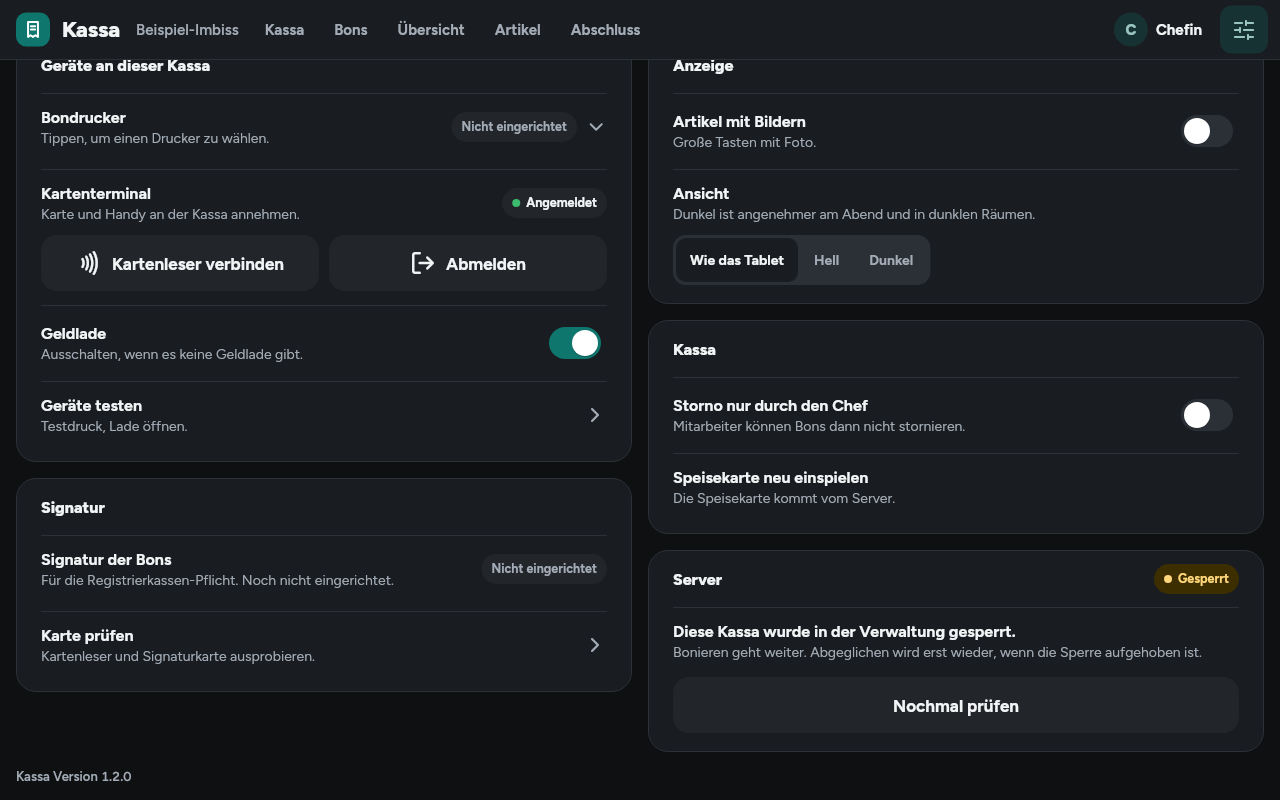 Kassa
Beispiel-Imbiss
Kassa
Bons
Übersicht
Artikel
Abschluss
C
Chefin
Geräte an dieser Kassa
Bondrucker
Tippen, um einen Drucker zu wählen.
Nicht eingerichtet
Kartenterminal
Karte und Handy an der Kassa annehmen.
Angemeldet
Kartenleser verbinden
Abmelden
Geldlade
Ausschalten, wenn es keine Geldlade gibt.
Geräte testen
Testdruck, Lade öffnen.
Signatur
Signatur der Bons
Für die Registrierkassen-Pflicht. Noch nicht eingerichtet.
Nicht eingerichtet
Karte prüfen
Kartenleser und Signaturkarte ausprobieren.
Anzeige
Artikel mit Bildern
Große Tasten mit Foto.
Ansicht
Dunkel ist angenehmer am Abend und in dunklen Räumen.
Wie das Tablet
Hell
Dunkel
Kassa
Storno nur durch den Chef
Mitarbeiter können Bons dann nicht stornieren.
Speisekarte neu einspielen
Die Speisekarte kommt vom Server.
Server
Gesperrt
Diese Kassa wurde in der Verwaltung gesperrt.
Bonieren geht weiter. Abgeglichen wird erst wieder, wenn die Sperre aufgehoben ist.
Nochmal prüfen
Kassa Version 1.2.0